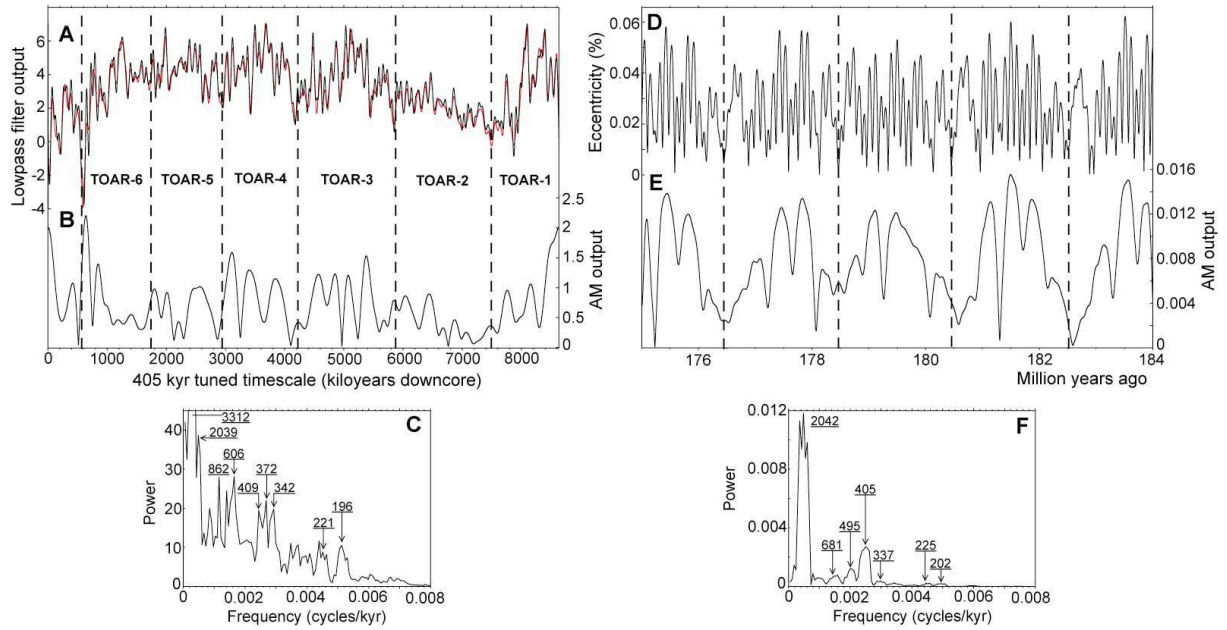 A
Lowpass filter output
6
4
2
0
-2
-4
TOAR-6
TOAR-5
TOAR-4
TOAR-3
TOAR-2
TOAR-1
B
2.5
2
1.5
1
0.5
0
AM output
0 1000 2000 3000 4000 5000 6000 7000 8000
405 kyr tuned timescale (kiloyears downcore)
D
Eccentricity (%)
0.06
0.04
0.02
0
E
0.016
0.012
0.008
0.004
0
AM output
176 178 180 182 184
Million years ago
C
Power
40
30
20
10
0
3312
2039
862
606
409
372
342
221
196
0 0.002 0.004 0.006 0.008
Frequency (cycles/kyr)
F
Power
0.012
0.008
0.004
0
2042
681
495
405
337
225
202
0 0.002 0.004 0.006 0.008
Frequency (cycles/kyr)